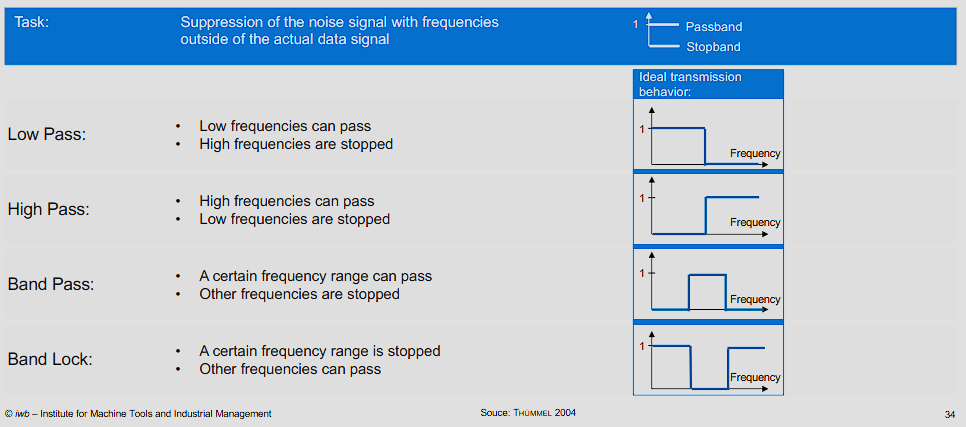 Task:
Suppression of the noise signal with frequencies
outside of the actual data signal
1
Passband
Stopband
Ideal transmission
behavior:
Low Pass:
• Low frequencies can pass
• High frequencies are stopped
1
Frequency
High Pass:
• High frequencies can pass
• Low frequencies are stopped
1
Frequency
Band Pass:
• A certain frequency range can pass
• Other frequencies are stopped
1
Frequency
Band Lock:
• A certain frequency range is stopped
• Other frequencies can pass
1
Frequency
© iwb – Institute for Machine Tools and Industrial Management
Souce: THÜMMEL 2004
34